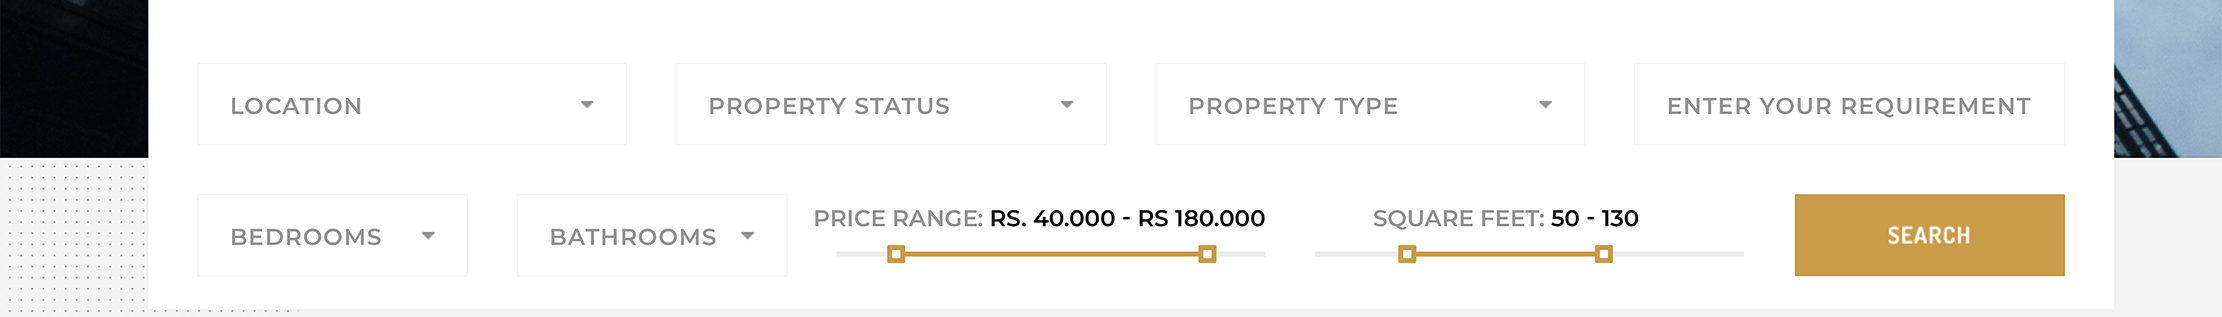 LOCATION
PROPERTY STATUS
PROPERTY TYPE
ENTER YOUR REQUIREMENT
BEDROOMS
BATHROOMS
PRICE RANGE: RS. 40.000 - RS 180.000
SQUARE FEET: 50 - 130
SEARCH